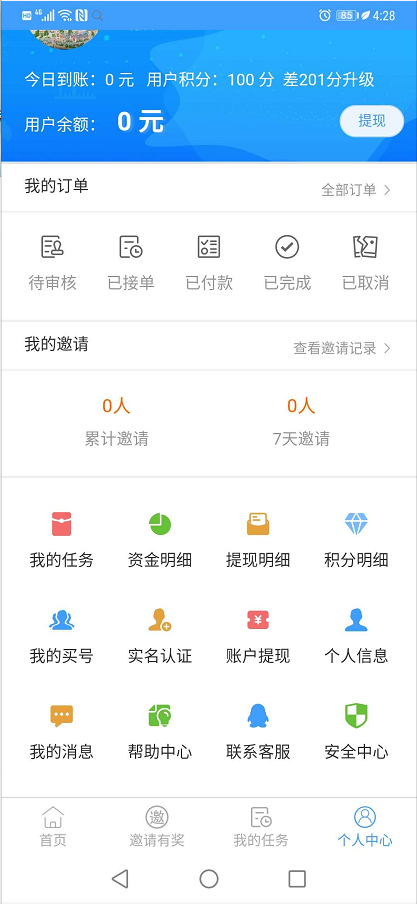 HD 4G 85 4:28
今日到账：0 元 用户积分：100 分 差201分升级
用户余额： 0 元 提现
我的订单 全部订单
待审核 已接单 已付款 已完成 已取消
我的邀请 查看邀请记录
0人 0人
累计邀请 7天邀请
我的任务 资金明细 提现明细 积分明细
¥
我的买号 实名认证 账户提现 个人信息
我的消息 帮助中心 联系客服 安全中心
邀
首页 邀请有奖 我的任务 个人中心